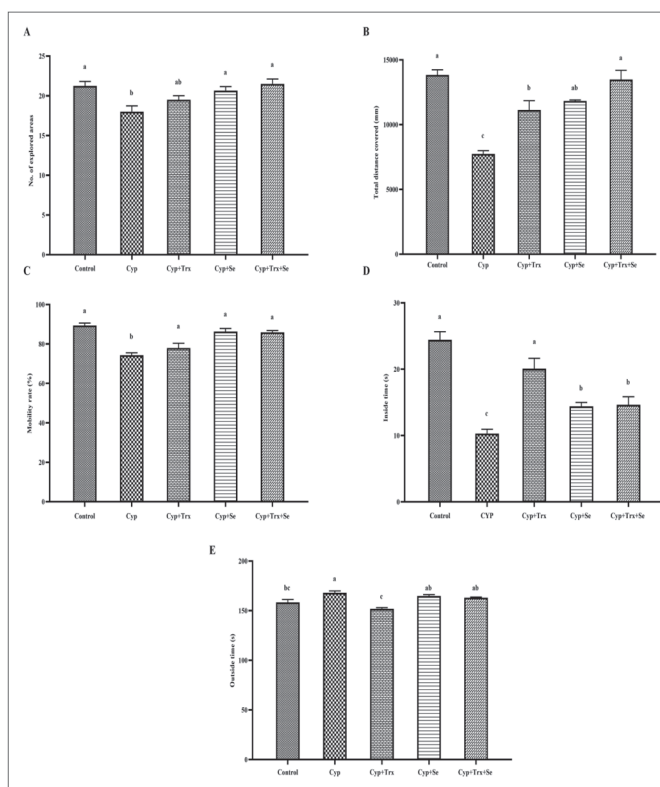 A
a
b
ab
a
a
No. of explored areas
25
20
15
10
5
0
Control
Cyp
Cyp+Trx
Cyp+Se
Cyp+Trx+Se
B
a
c
b
ab
a
Total distance covered (mm)
15000
10000
5000
0
Control
Cyp
Cyp+Trx
Cyp+Se
Cyp+Trx+Se
C
a
b
a
a
a
Mobility rate (%)
100
80
60
40
20
0
Control
Cyp
Cyp+Trx
Cyp+Se
Cyp+Trx+Se
D
a
c
a
b
b
Inside time (s)
30
20
10
0
Control
CYP
Cyp+Trx
Cyp+Se
Cyp+Trx+Se
E
bc
a
c
ab
ab
Outside time (s)
200
150
100
50
0
Control
Cyp
Cyp+Trx
Cyp+Se
Cyp+Trx+Se